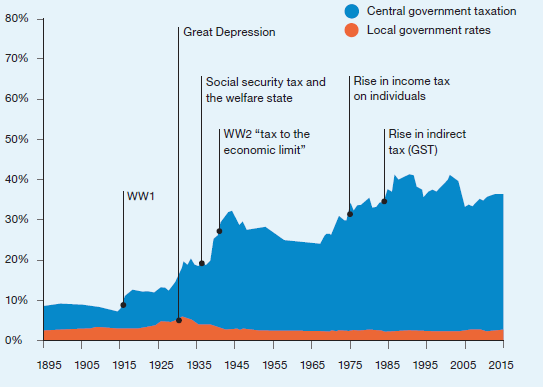 80%
Central government taxation
Great Depression
Local government rates
70%
Social security tax and
the welfare state
Rise in income tax
on individuals
60%
50%
WW2 “tax to the
economic limit”
Rise in indirect
tax (GST)
40%
WW1
30%
20%
10%
0%
1895 1905 1915 1925 1935 1945 1955 1965 1975 1985 1995 2005 2015